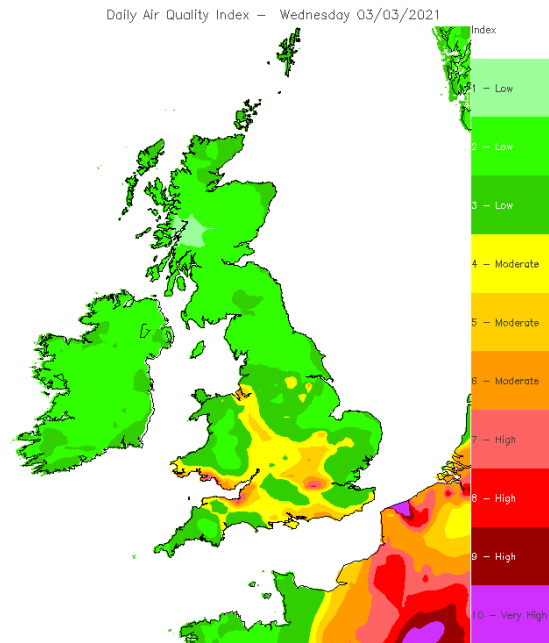 Daily Air Quality Index - Wednesday 03/03/2021
Index
1 - Low
2 - Low
3 - Low
4 - Moderate
5 - Moderate
6 - Moderate
7 - High
8 - High
9 - High
10 - Very High